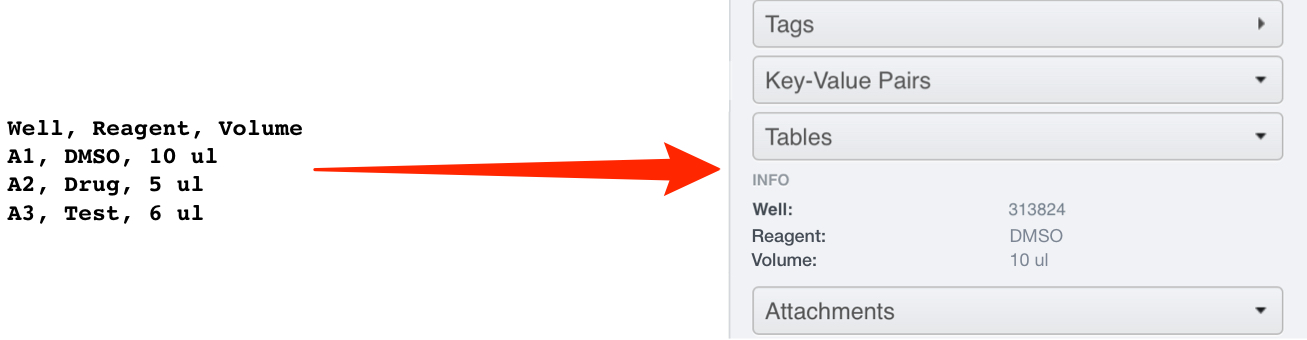 Well, Reagent, Volume
A1, DMSO, 10 ul
A2, Drug, 5 ul
A3, Test, 6 ul
Tags
Key-Value Pairs
Tables
INFO
Well: 313824
Reagent: DMSO
Volume: 10 ul
Attachments